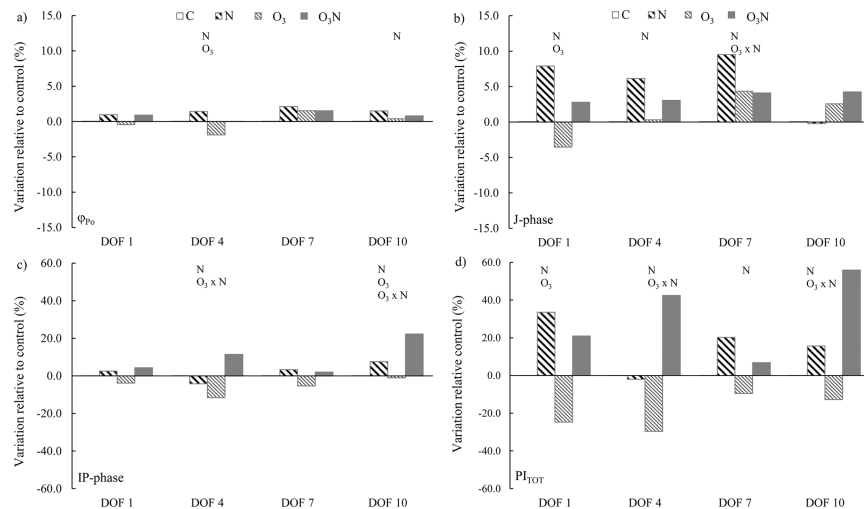 a)
C N O₃ O₃N
Variation relative to control (%)
15.0
10.0
5.0
0.0
-5.0
-10.0
-15.0
N
O₃
N
φPo
DOF 1 DOF 4 DOF 7 DOF 10
b)
C N O₃ O₃N
Variation relative to control (%)
15.0
10.0
5.0
0.0
-5.0
-10.0
-15.0
N
O₃
N
N
O₃ x N
J-phase
DOF 1 DOF 4 DOF 7 DOF 10
c)
Variation relative to control (%)
60.0
40.0
20.0
0.0
-20.0
-40.0
-60.0
N
O₃ x N
N
O₃
O₃ x N
IP-phase
DOF 1 DOF 4 DOF 7 DOF 10
d)
Variation relative control (%)
60.0
40.0
20.0
0.0
-20.0
-40.0
-60.0
N
O₃
N
O₃ x N
N
N
O₃ x N
PITOT
DOF 1 DOF 4 DOF 7 DOF 10